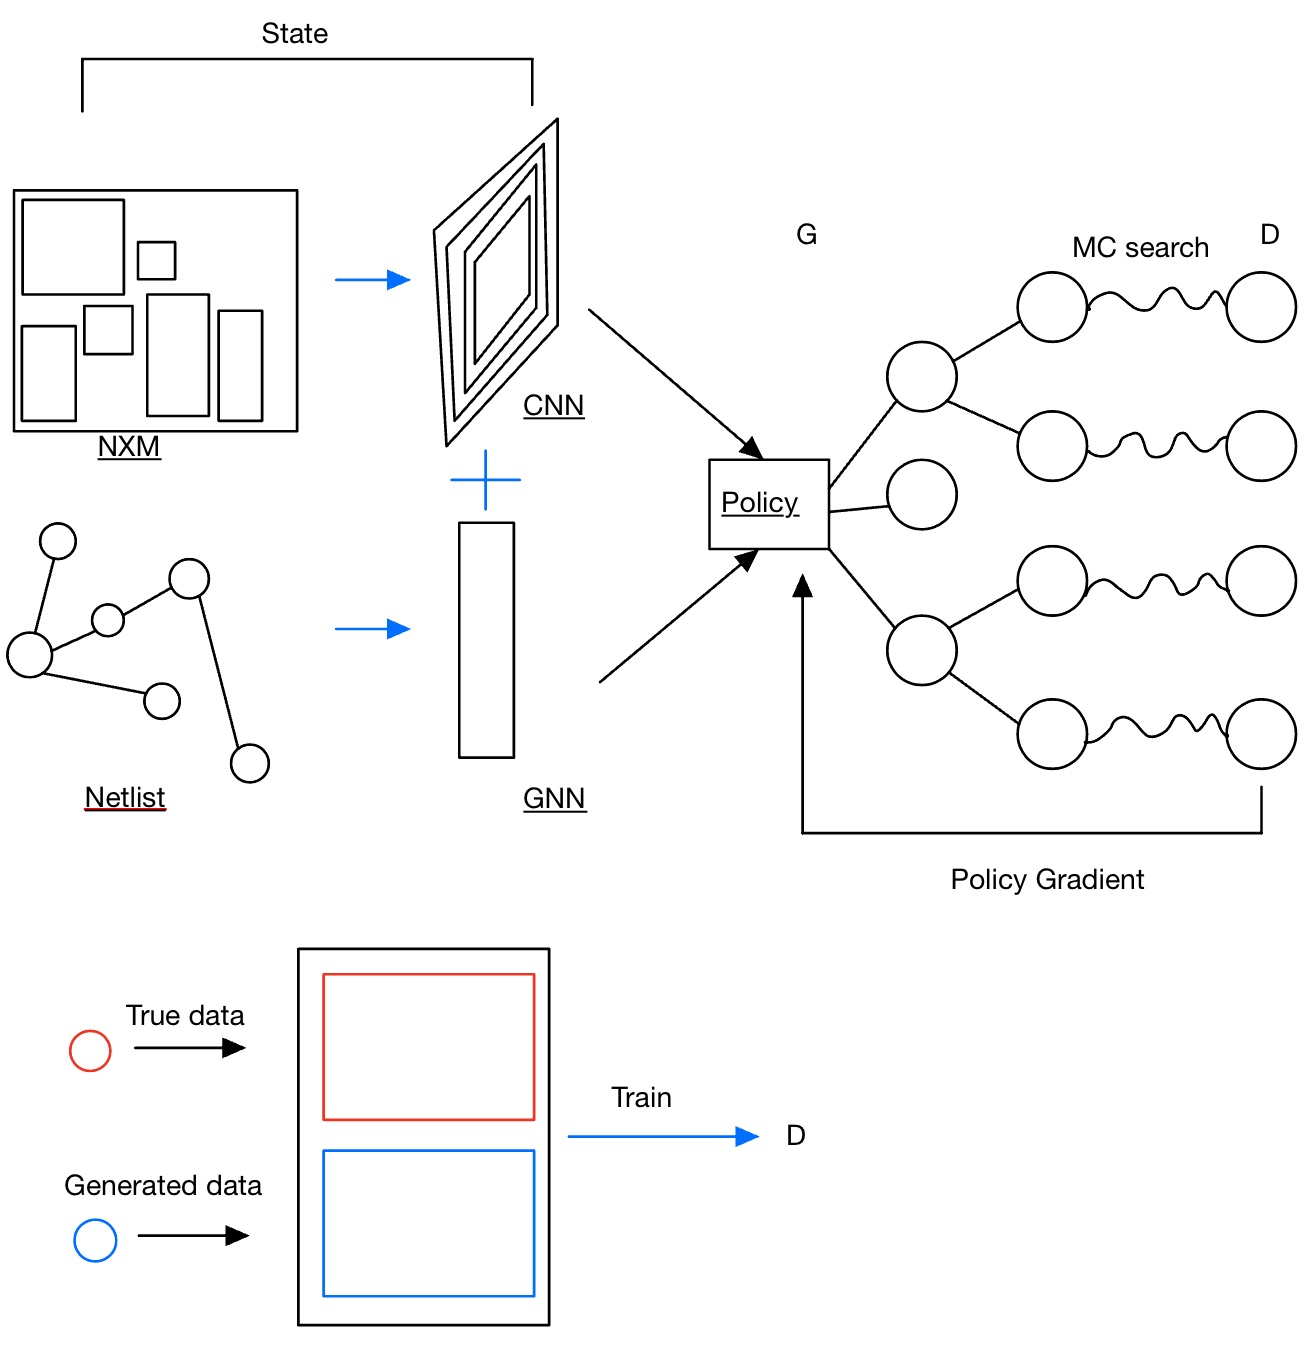 State
NXM
CNN
Netlist
GNN
G
MC search
D
Policy
Policy Gradient
True data
Generated data
Train
D